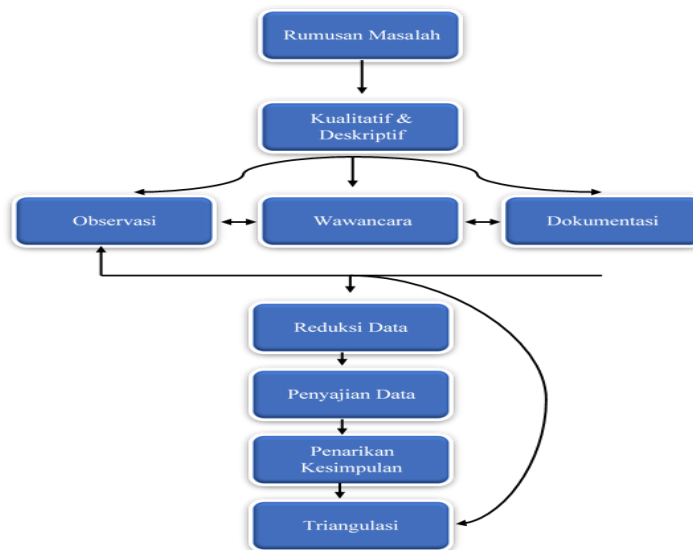 Rumusan Masalah
Kualitatif &
Deskriptif
Observasi
Wawancara
Dokumentasi
Reduksi Data
Penyajian Data
Penarikan
Kesimpulan
Triangulasi